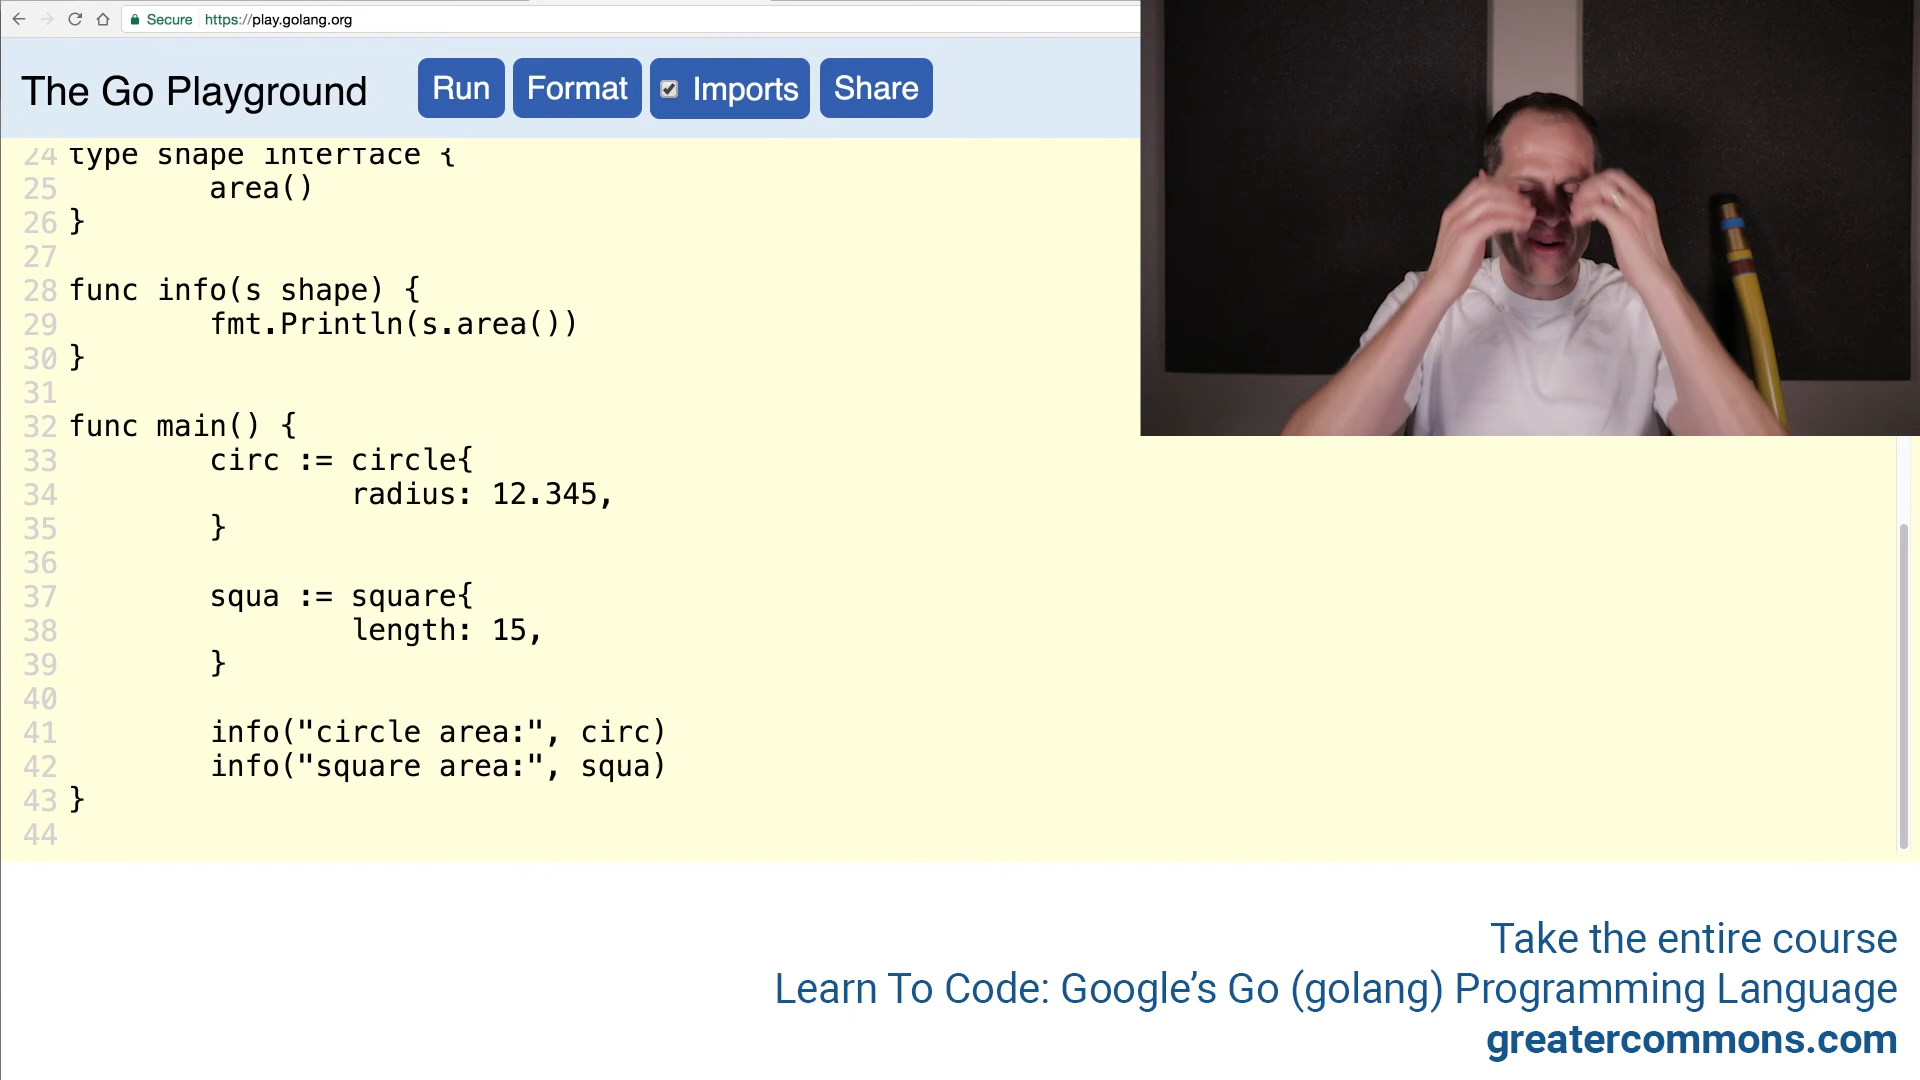 Secure https://play.golang.org
The Go Playground Run Format Imports Share
24 type shape interface {
25 area()
26 }
27
28 func info(s shape) {
29 fmt.Println(s.area())
30 }
31
32 func main() {
33 circ := circle{
34 radius: 12.345,
35 }
36
37 squa := square{
38 length: 15,
39 }
40
41 info("circle area:", circ)
42 info("square area:", squa)
43 }
44
Take the entire course
Learn To Code: Google’s Go (golang) Programming Language
greatercommons.com